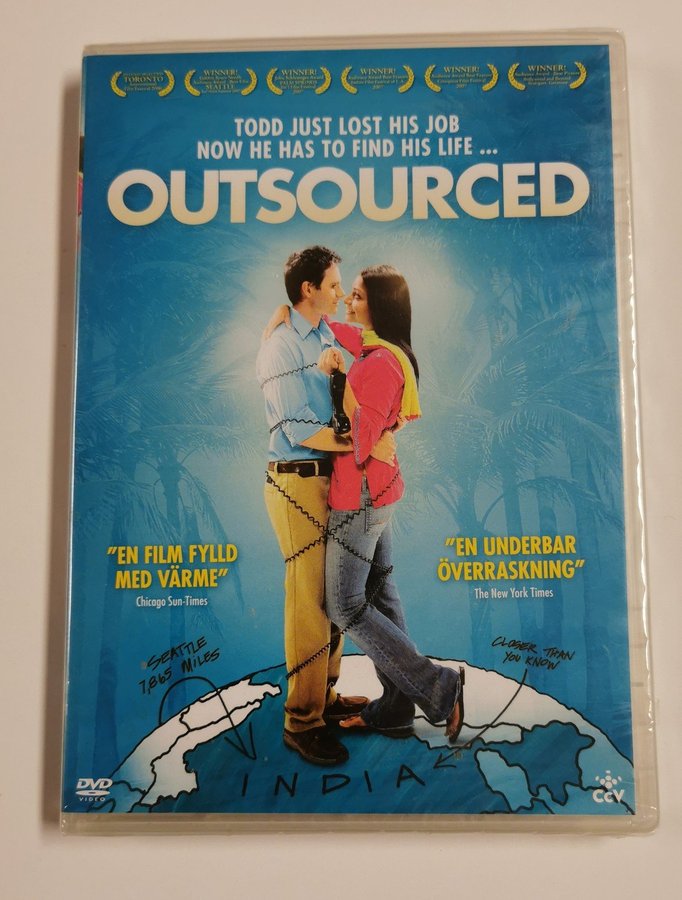 TORONTO
WINNER!
SEATTLE
WINNER!
PALM SPRINGS
WINNER!
WINNER!
WINNER!
TODD JUST LOST HIS JOB
NOW HE HAS TO FIND HIS LIFE ...
OUTSOURCED
”EN FILM FYLLD
MED VÄRME”
Chicago Sun-Times
”EN UNDERBAR
ÖVERRASKNING”
The New York Times
SEATTLE
7,865 MILES
CLOSER THAN
YOU KNOW
INDIA
DVD
VIDEO
CCV